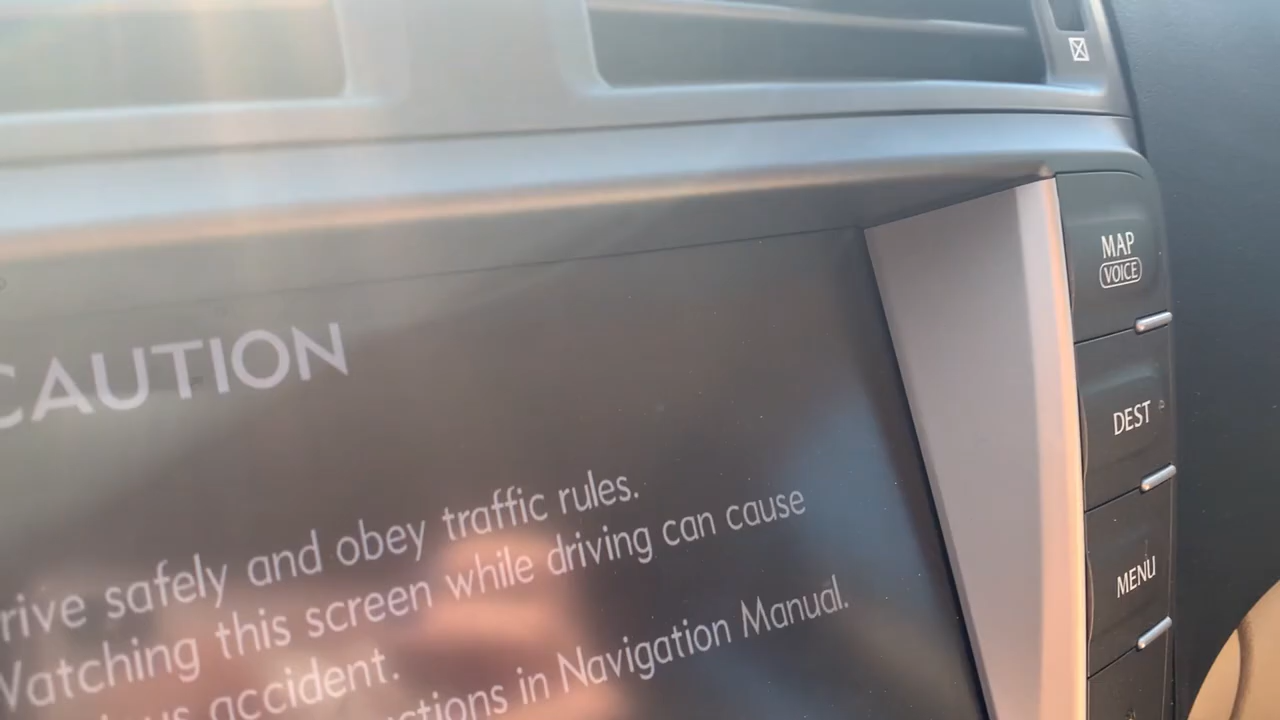 CAUTION
rive safely and obey traffic rules.
Watching this screen while driving can cause
accident.
ctions in Navigation Manual.
MAP
VOICE
DEST
MENU